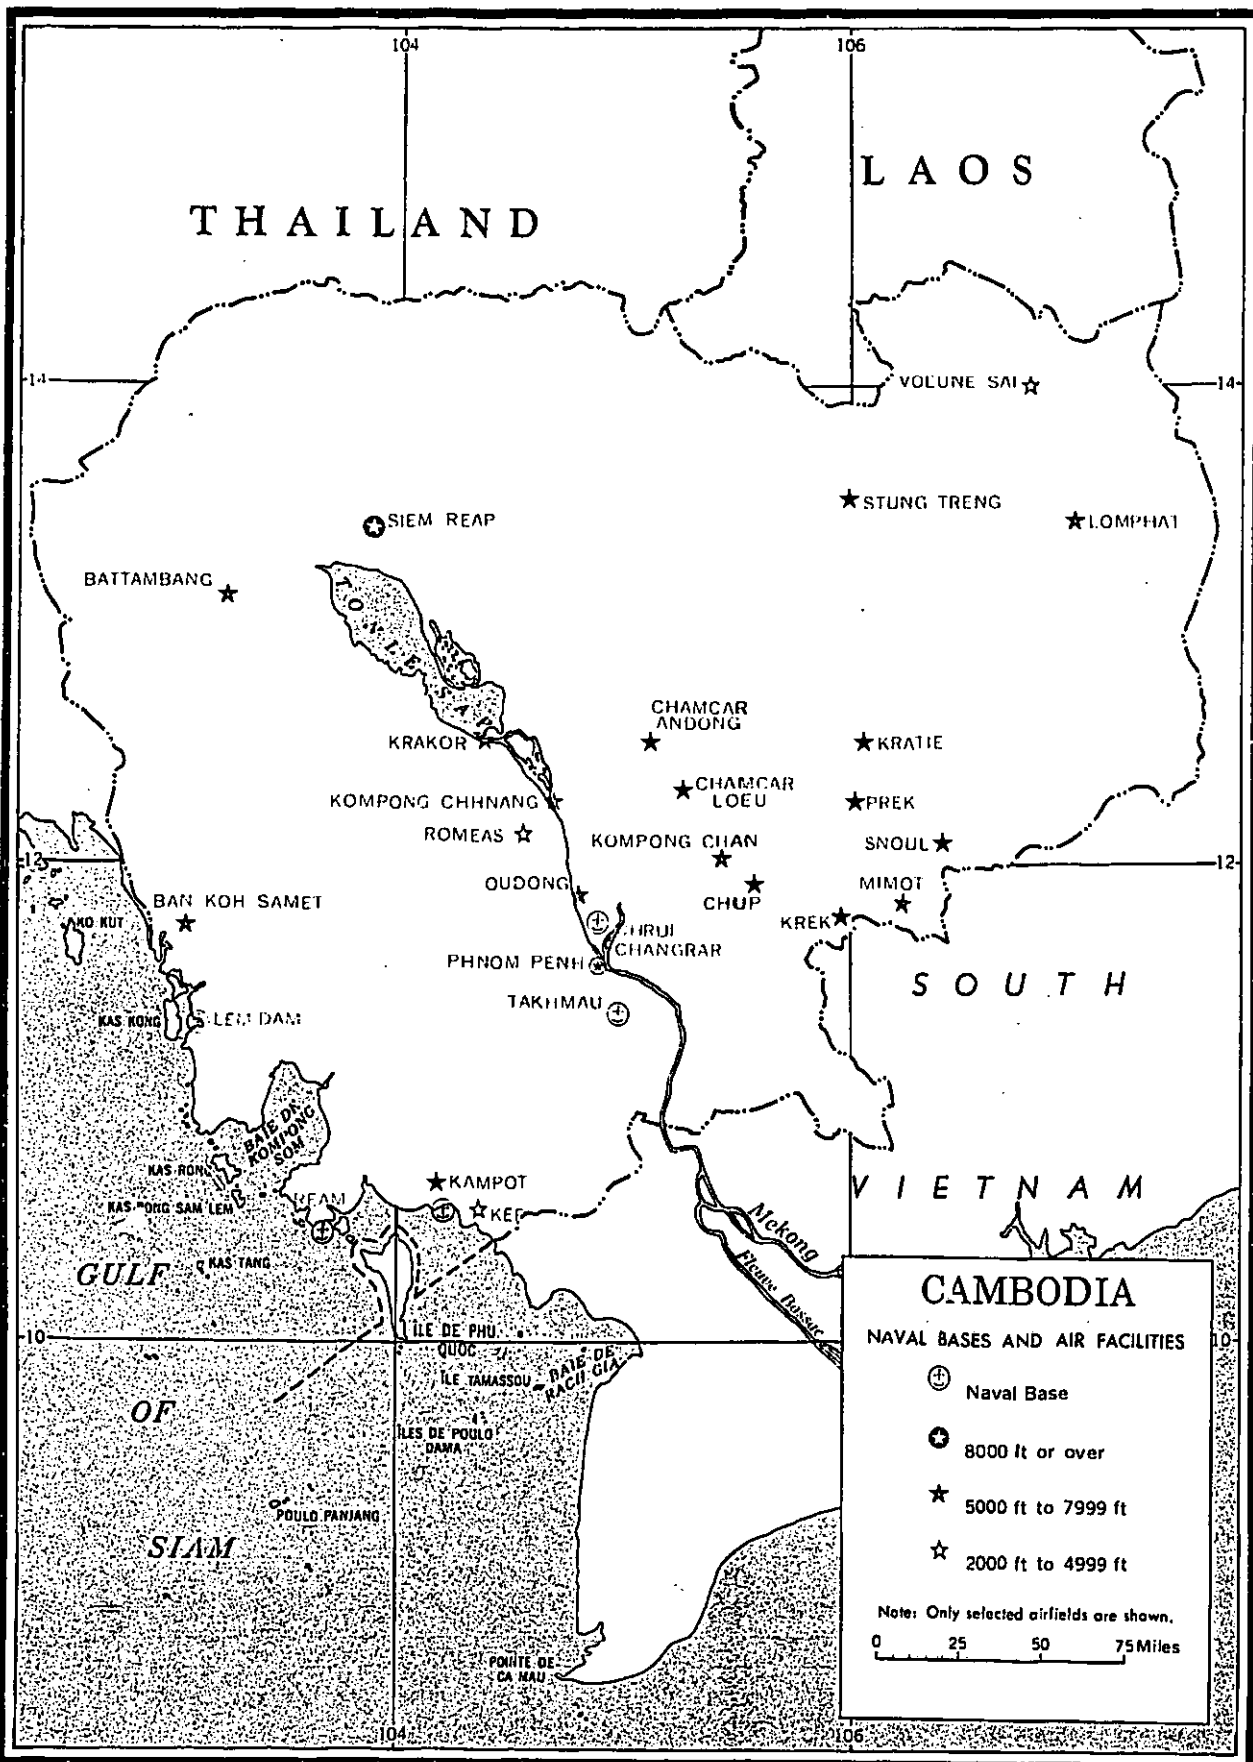 104
106
LAOS
THAILAND
14
VOEUNE SAI
14
STUNG TRENG
LOMPHAT
SIEM REAP
BATTAMBANG
TONLE SAP
CHAMCAR
ANDONG
KRAKOR
KRATIE
CHAMCAR
LOEU
KOMPONG CHHNANG
PREK
ROMEAS
KOMPONG CHAN
SNOUL
12
12
OUDONG
MIMOT
BAN KOH SAMET
CHUP
KREK
KO KUT
CHANGRAR
PHNOM PENH
SOUTH
TAKHMAU
KAS KONG
LEM DAM
BAIE DE
KOMPONG
SOM
KAS RONG
KAMPOT
VIETNAM
REAM
KEP
KAS RONG SAM LEM
Mekong
GULF
KAS TANG
Fleuve Bassac
CAMBODIA
10
ILE DE PHU
QUOC
NAVAL BASES AND AIR FACILITIES
10
BAIE DE
RACH GIA
ILE TAMASSOU
Naval Base
OF
ILES DE POULO
DAMA
8000 ft or over
POULO PANJANG
5000 ft to 7999 ft
SIAM
2000 ft to 4999 ft
Note: Only selected airfields are shown.
0 25 50 75 Miles
POINTE DE
CA MAU
104
106